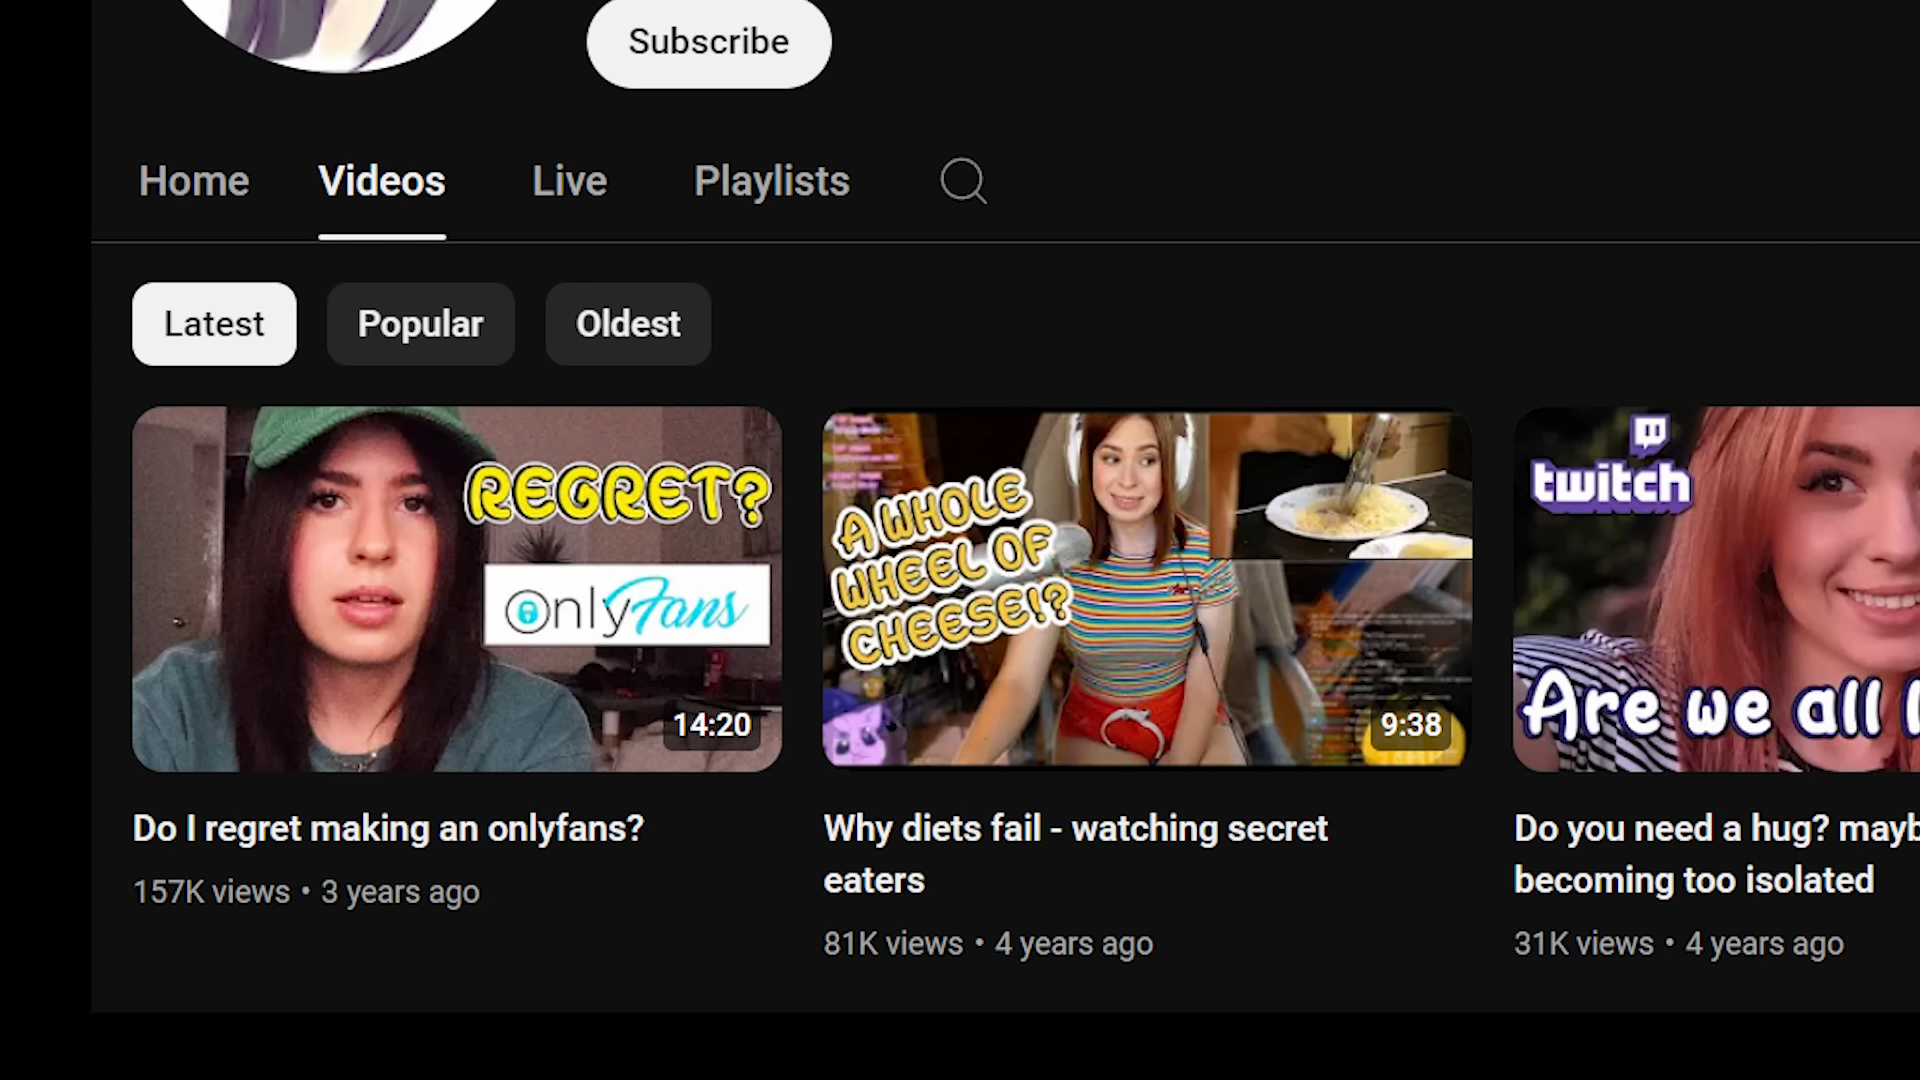 Subscribe
Home Videos Live Playlists
Latest Popular Oldest
REGRET?
OnlyFans
14:20
A WHOLE
WHEEL OF
CHEESE!?
9:38
twitch
Are we all
Do I regret making an onlyfans?
157K views • 3 years ago
Why diets fail - watching secret
eaters
81K views • 4 years ago
Do you need a hug? mayb
becoming too isolated
31K views • 4 years ago